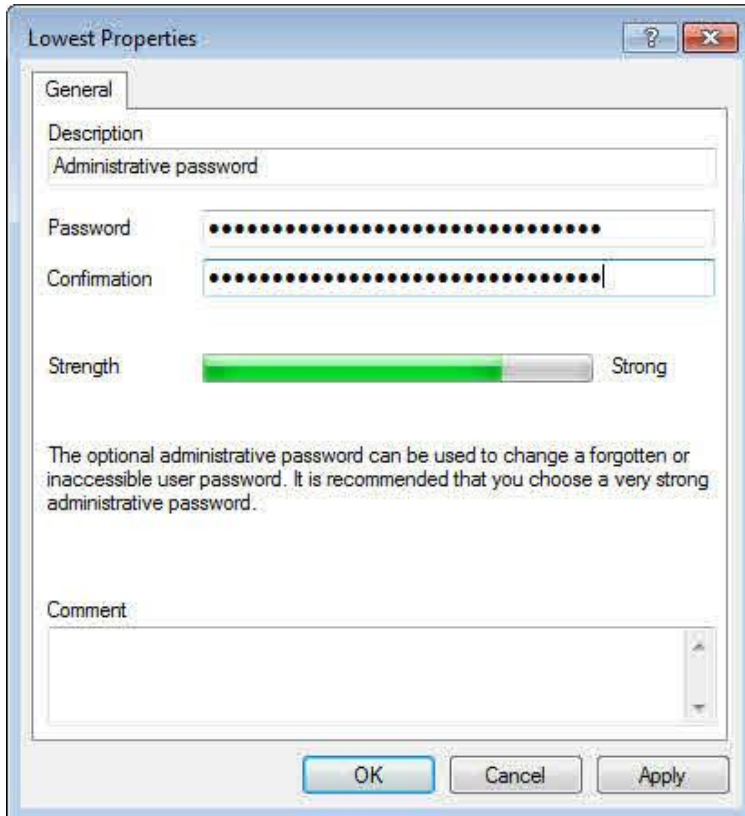 Lowest Properties
General
Description
Administrative password
Password ●●●●●●●●●●●●●●●●●●●●●●●●●●●●●●●●
Confirmation ●●●●●●●●●●●●●●●●●●●●●●●●●●●●●●●●
Strength Strong
The optional administrative password can be used to change a forgotten or
inaccessible user password. It is recommended that you choose a very strong
administrative password.
Comment
OK Cancel Apply